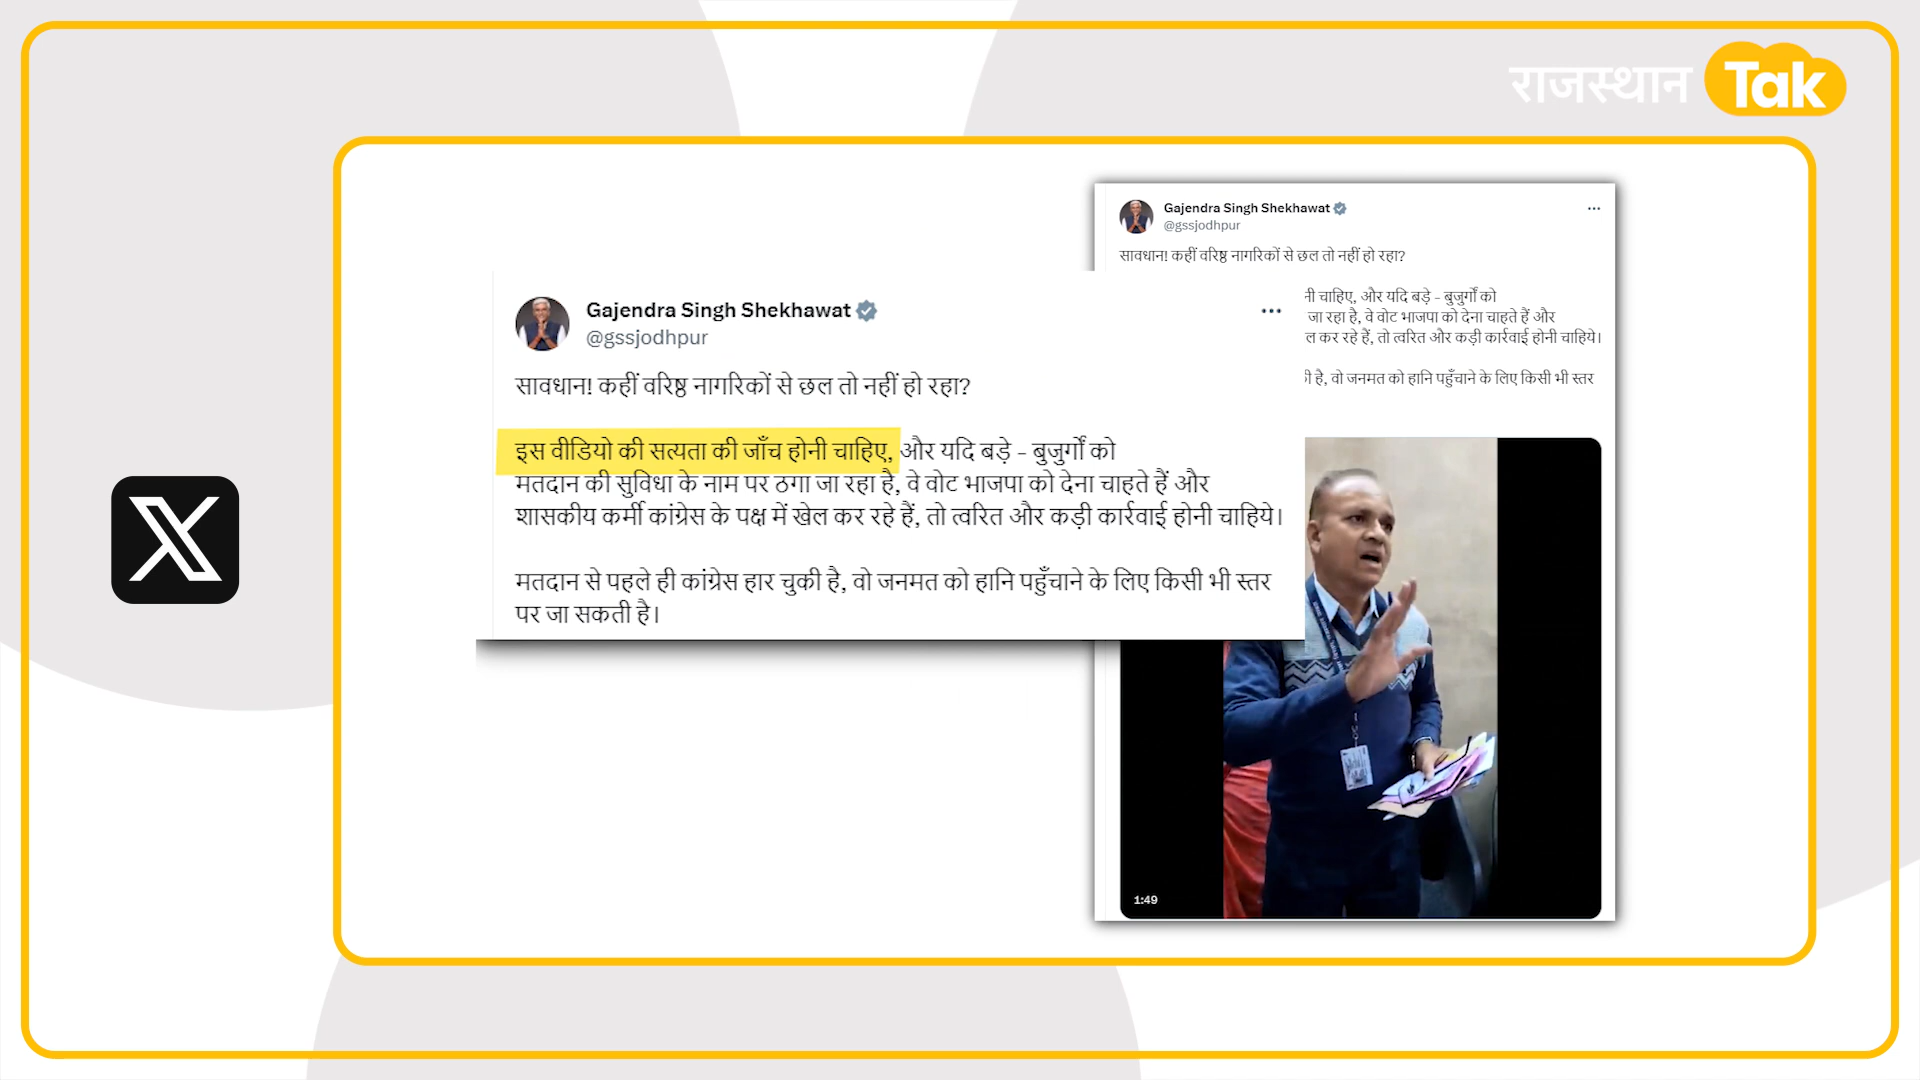 राजस्थान Tak
Gajendra Singh Shekhawat
@gssjodhpur
सावधान! कहीं वरिष्ठ नागरिकों से छल तो नहीं हो रहा?
इस वीडियो की सत्यता की जाँच होनी चाहिए, और यदि बड़े - बुजुर्गों को
मतदान की सुविधा के नाम पर ठगा जा रहा है, वे वोट भाजपा को देना चाहते हैं और
शासकीय कर्मी कांग्रेस के पक्ष में खेल कर रहे हैं, तो त्वरित और कड़ी कार्रवाई होनी चाहिये।
मतदान से पहले ही कांग्रेस हार चुकी है, वो जनमत को हानि पहुँचाने के लिए किसी भी स्तर
पर जा सकती है।
Gajendra Singh Shekhawat
@gssjodhpur
सावधान! कहीं वरिष्ठ नागरिकों से छल तो नहीं हो रहा?
चाहिए, और यदि बड़े - बुजुर्गों को
जा रहा है, वे वोट भाजपा को देना चाहते हैं और
कर रहे हैं, तो त्वरित और कड़ी कार्रवाई होनी चाहिये।
है, वो जनमत को हानि पहुँचाने के लिए किसी भी स्तर
1:49